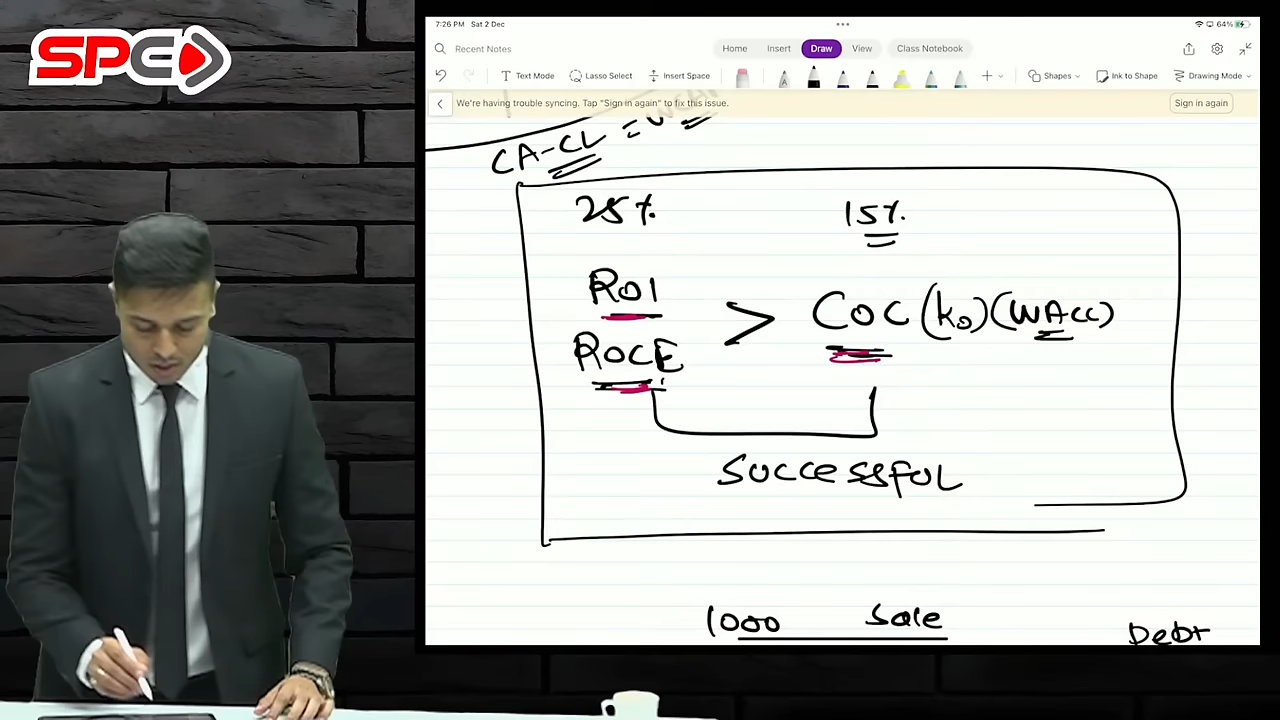 SPC
7:26 PM Sat 2 Dec
64%
Recent Notes
Home Insert Draw View Class Notebook
Text Mode Lasso Select Insert Space Shapes Ink to Shape Drawing Mode
We're having trouble syncing. Tap "Sign in again" to fix this issue. Sign in again
CA-CL =
25% 15%
ROI
> COC (ko) (WACC)
ROCE
SUCCESSFUL
1000 Sale
Debt